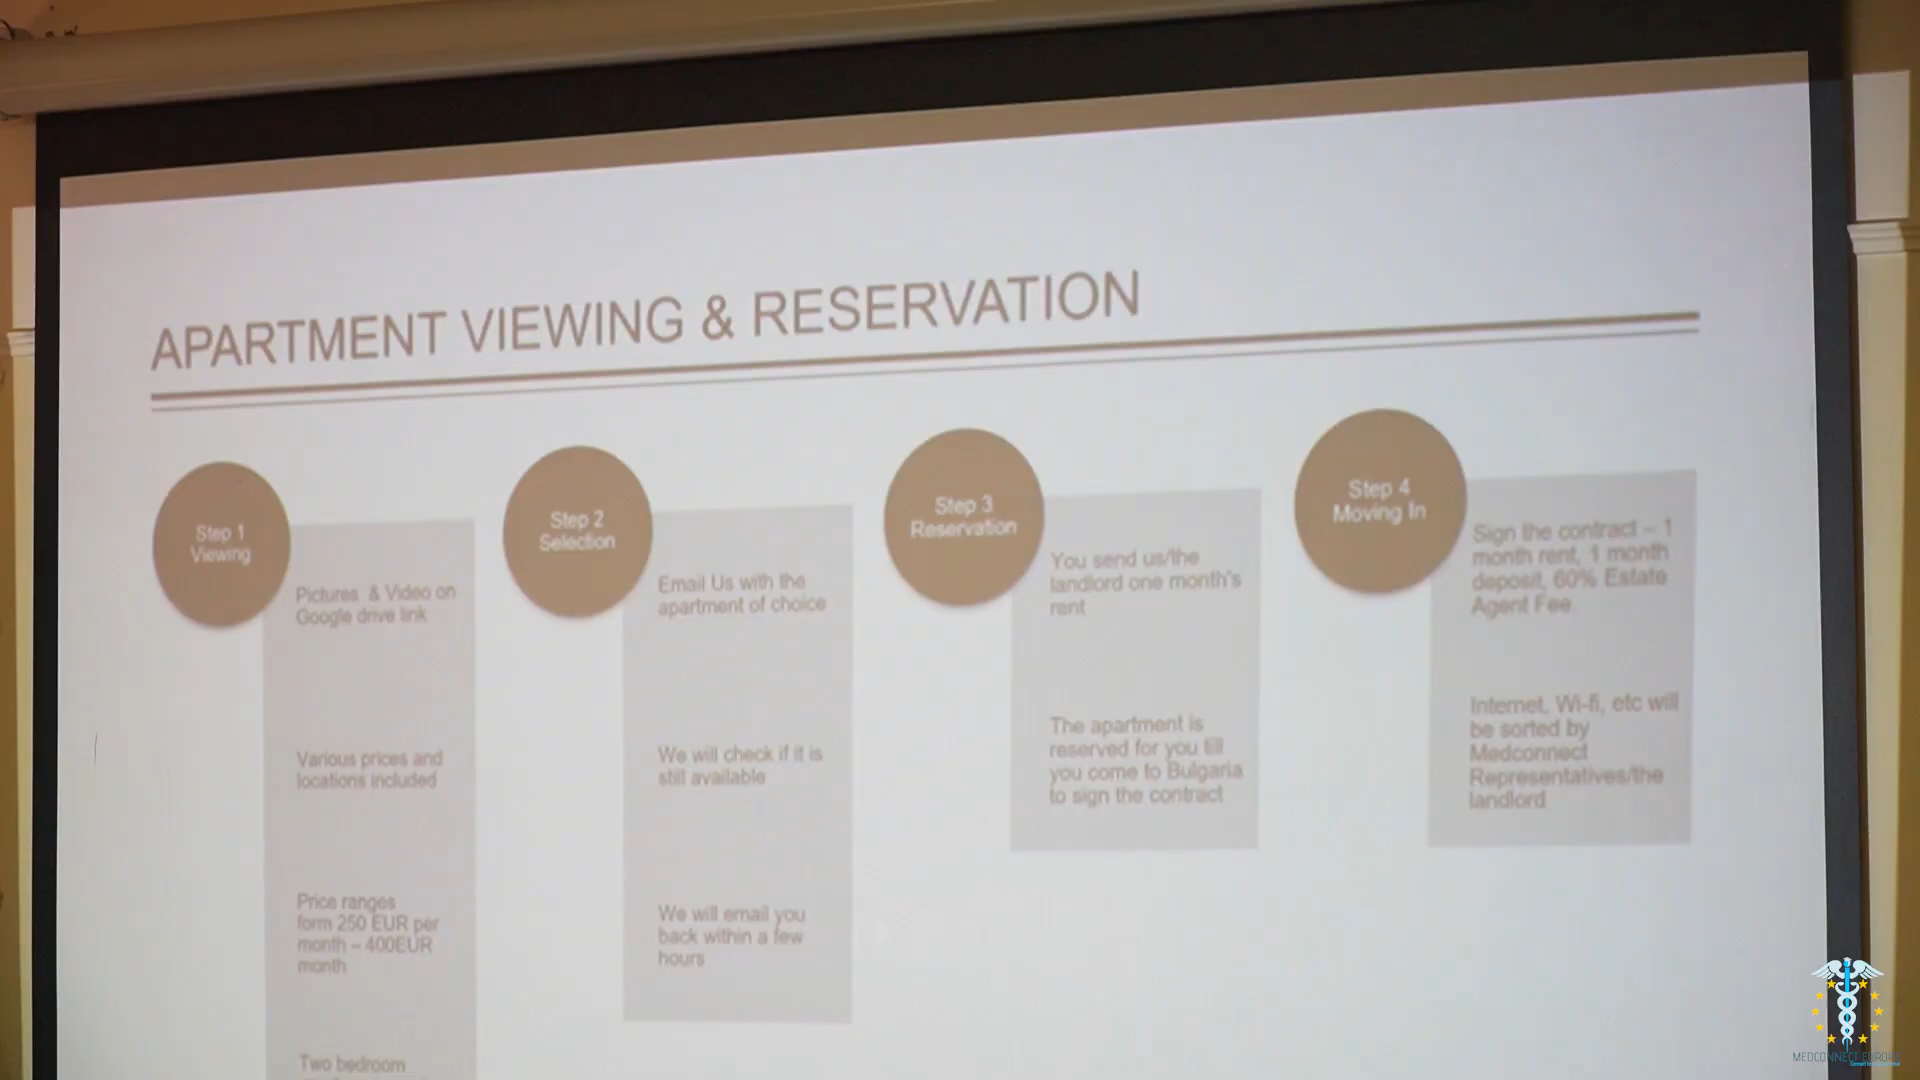 APARTMENT VIEWING & RESERVATION
Step 1
Viewing
Pictures & Video on
Google drive link
Various prices and
locations included
Price ranges
form 250 EUR per
month – 400EUR
month
Two bedroom
Step 2
Selection
Email Us with the
apartment of choice
We will check if it is
still available
We will email you
back within a few
hours
Step 3
Reservation
You send us/the
landlord one month's
rent
The apartment is
reserved for you till
you come to Bulgaria
to sign the contract
Step 4
Moving In
Sign the contract – 1
month rent, 1 month
deposit, 60% Estate
Agent Fee.
Internet, Wi-fi, etc will
be sorted by
Medconnect
Representatives/the
landlord
MEDCONNECT EUROPE